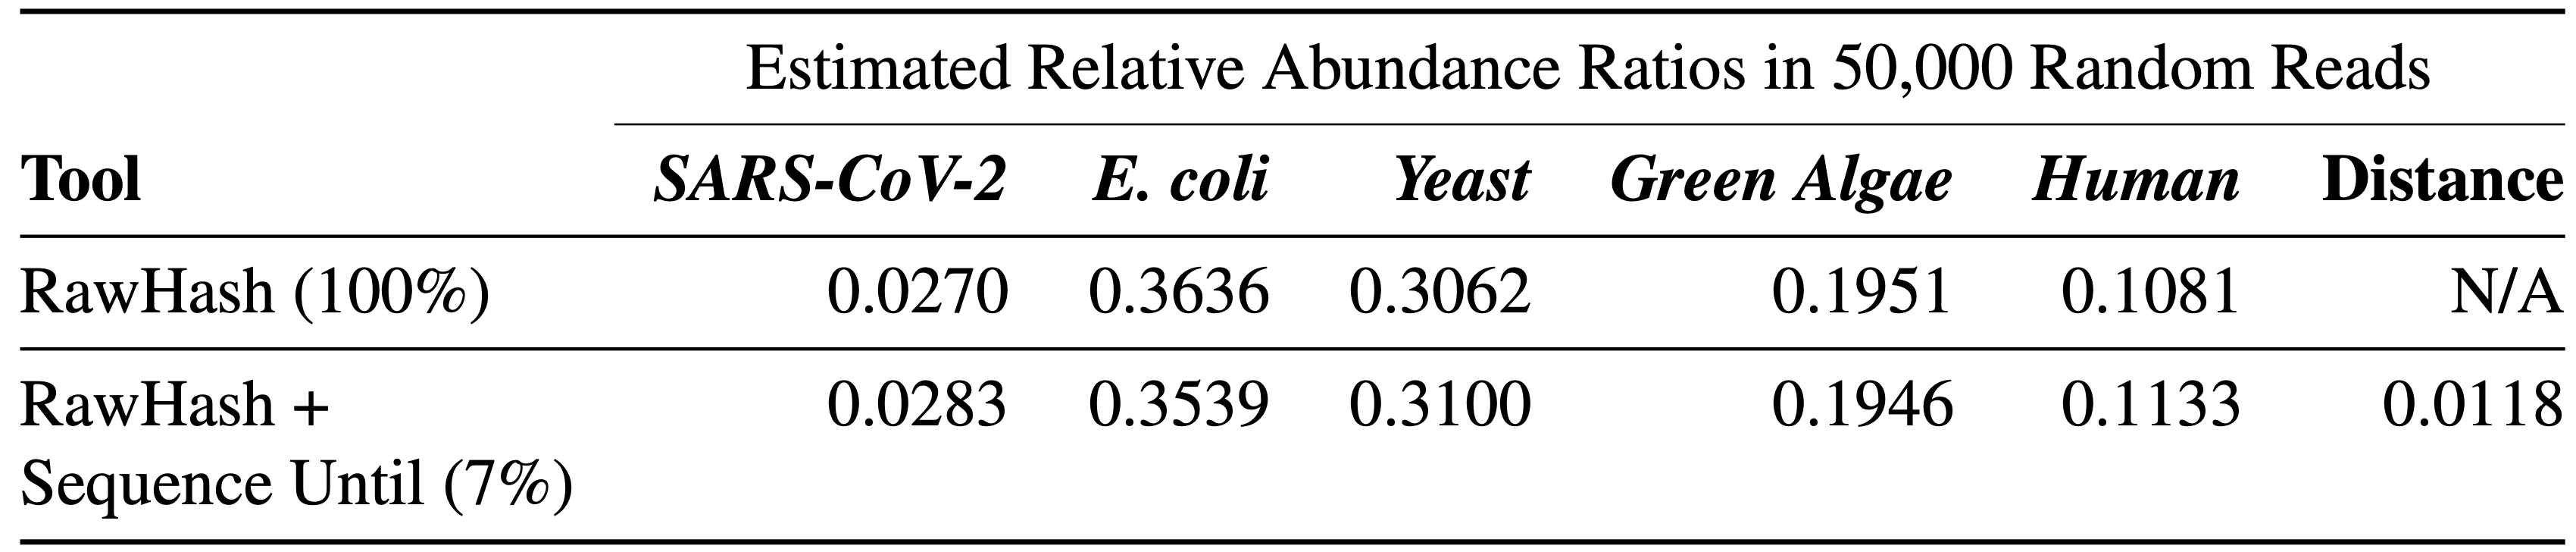 Estimated Relative Abundance Ratios in 50,000 Random Reads
Tool SARS-CoV-2 E. coli Yeast Green Algae Human Distance
RawHash (100%) 0.0270 0.3636 0.3062 0.1951 0.1081 N/A
RawHash + 0.0283 0.3539 0.3100 0.1946 0.1133 0.0118
Sequence Until (7%)